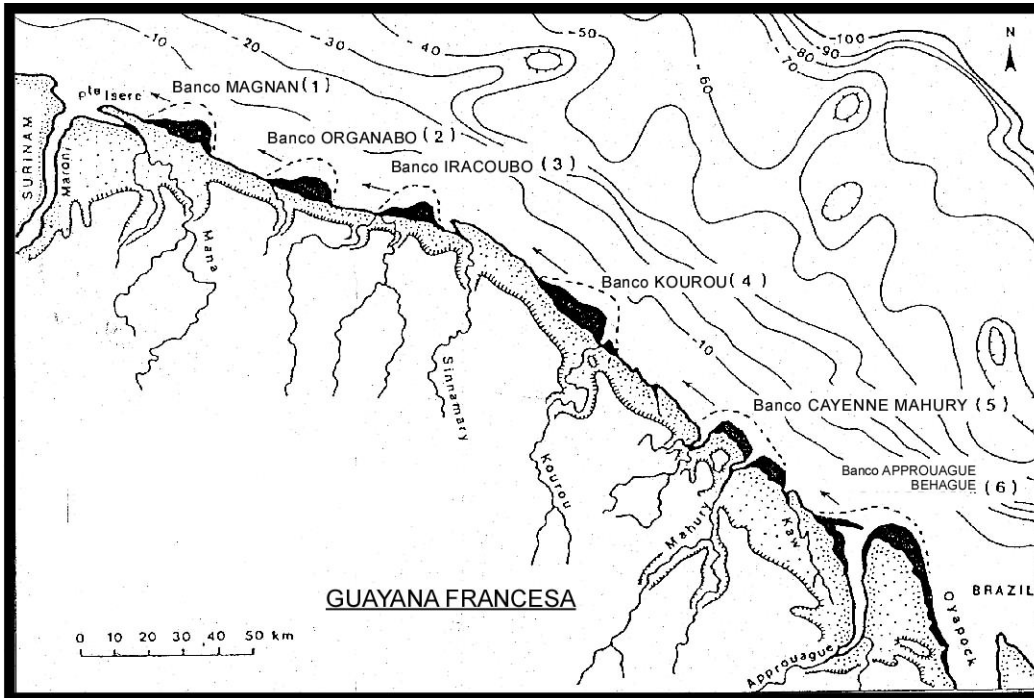 -10
-20
-30
-40
-50
-60
-70
-80
-90
-100
N
Banco MAGNAN (1)
Pte Isere
Banco ORGANABO (2)
Banco IRACOUBO (3)
SURINAM
Maroni
Mana
Banco KOUROU (4)
-10
Sinnamary
Banco CAYENNE MAHURY (5)
Kourou
Banco APPROUAGUE
BEHAGUE (6)
Mahury
Kaw
GUAYANA FRANCESA
BRAZIL
Oyapock
0 10 20 30 40 50 km
Approuague